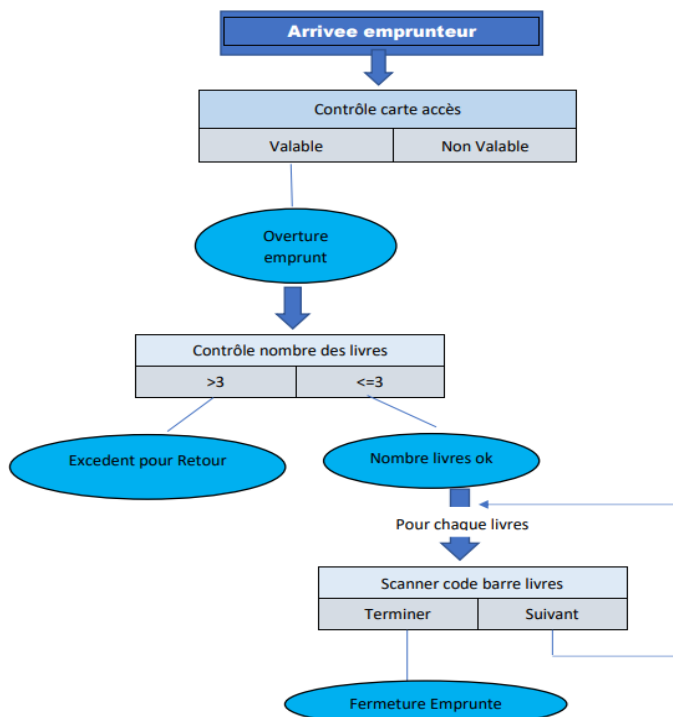 Arrivee emprunteur
Contrôle carte accès
Valable
Non Valable
Overture
emprunt
Contrôle nombre des livres
>3
<=3
Excedent pour Retour
Nombre livres ok
Pour chaque livres
Scanner code barre livres
Terminer
Suivant
Fermeture Emprunte